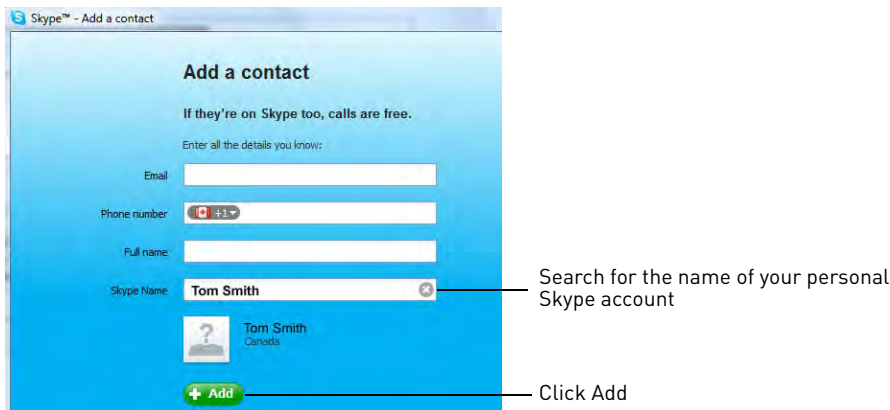 Skype™ - Add a contact
Add a contact
If they're on Skype too, calls are free.
Enter all the details you know:
Email
Phone number +1
Full name
Skype Name Tom Smith
Search for the name of your personal
Skype account
Tom Smith
Canada
Add
Click Add